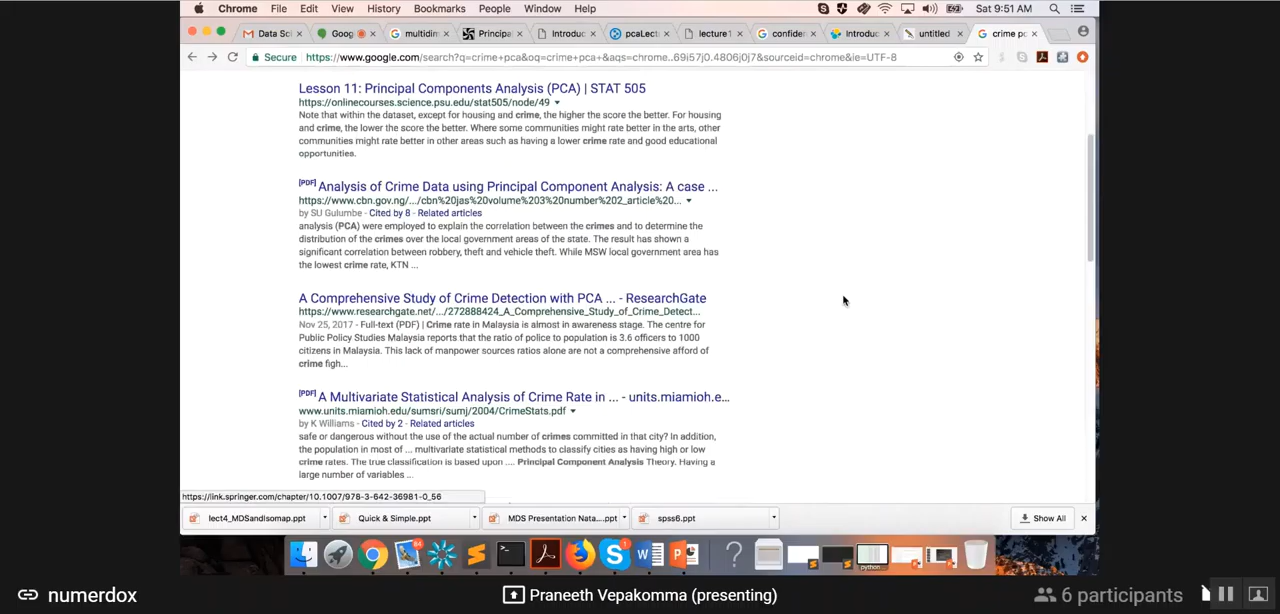 Chrome File Edit View History Bookmarks People Window Help Sat 9:51 AM
Data Sci Goog multidim Principa Introduc pcaLect lecture1 confiden Introduc untitled crime pc
Secure https://www.google.com/search?q=crime+pca&oq=crime+pca+&aqs=chrome..69i57j0.4806j0j7&sourceid=chrome&ie=UTF-8
Lesson 11: Principal Components Analysis (PCA) | STAT 505
https://onlinecourses.science.psu.edu/stat505/node/49
Note that within the dataset, except for housing and crime, the higher the score the better. For housing
and crime, the lower the score the better. Where some communities might rate better in the arts, other
communities might rate better in other areas such as having a lower crime rate and good educational
opportunities.
[PDF] Analysis of Crime Data using Principal Component Analysis: A case ...
https://www.cbn.gov.ng/.../cbn%20jas%20volume%203%20number%202_article%20...
by SU Gulumbe - Cited by 8 - Related articles
analysis (PCA) were employed to explain the correlation between the crimes and to determine the
distribution of the crimes over the local government areas of the state. The result has shown a
significant correlation between robbery, theft and vehicle theft. While MSW local government area has
the lowest crime rate, KTN ...
A Comprehensive Study of Crime Detection with PCA ... - ResearchGate
https://www.researchgate.net/.../272888424_A_Comprehensive_Study_of_Crime_Detect...
Nov 25, 2017 - Full-text (PDF) | Crime rate in Malaysia is almost in awareness stage. The centre for
Public Policy Studies Malaysia reports that the ratio of police to population is 3.6 officers to 1000
citizens in Malaysia. This lack of manpower sources ratios alone are not a comprehensive afford of
crime figh...
[PDF] A Multivariate Statistical Analysis of Crime Rate in ... - units.miamioh.e...
www.units.miamioh.edu/sumsri/sumj/2004/CrimeStats.pdf
by K Williams - Cited by 2 - Related articles
safe or dangerous without the use of the actual number of crimes committed in that city? In addition,
the population in most of ... multivariate statistical methods to classify cities as having high or low
crime rates. The true classification is based upon .... Principal Component Analysis Theory. Having a
large number of variables ...
https://link.springer.com/chapter/10.1007/978-3-642-36981-0_56
lect4_MDSandIsomap.ppt Quick & Simple.ppt MDS Presentation Nata....ppt spss6.ppt Show All
python
numerdox Praneeth Vepakomma (presenting) 6 participants